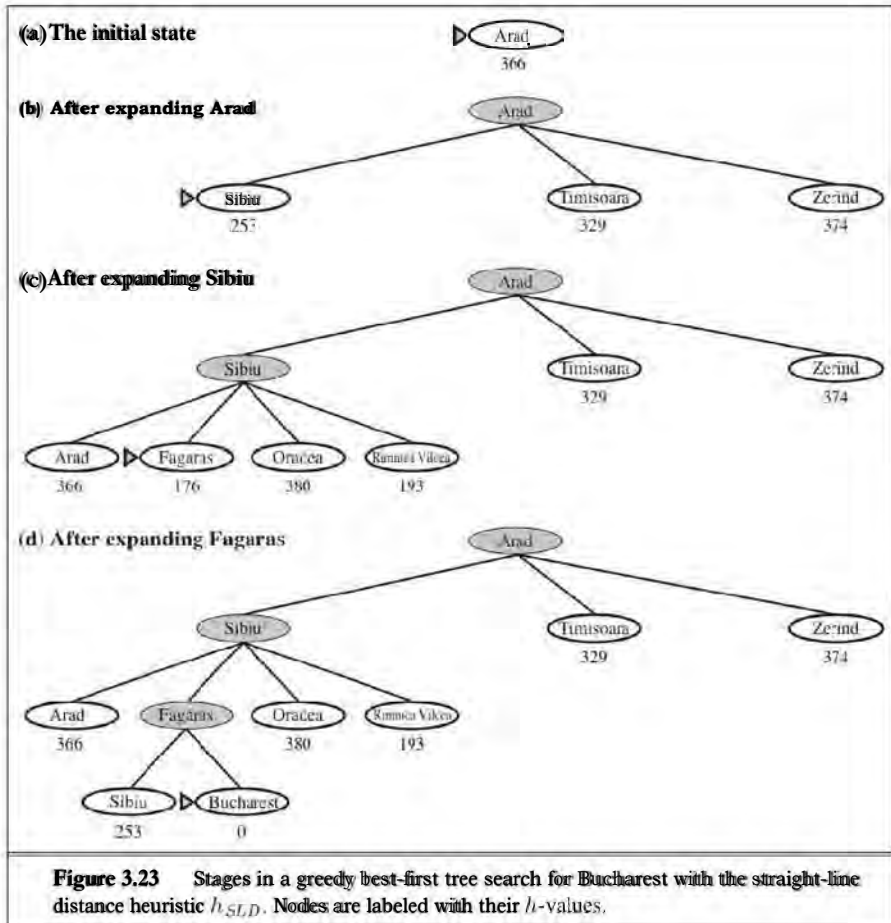 (a) The initial state
Arad
366
(b) After expanding Arad
Arad
Sibiu Timisoara Zerind
253 329 374
(c) After expanding Sibiu
Arad
Sibiu Timisoara Zerind
329 374
Arad Fagaras Oradea Rimnicu Vilcea
366 176 380 193
(d) After expanding Fagaras
Arad
Sibiu Timisoara Zerind
329 374
Arad Fagaras Oradea Rimnicu Vilcea
366 380 193
Sibiu Bucharest
253 0
Figure 3.23 Stages in a greedy best-first tree search for Bucharest with the straight-line
distance heuristic hSLD. Nodes are labeled with their h-values.